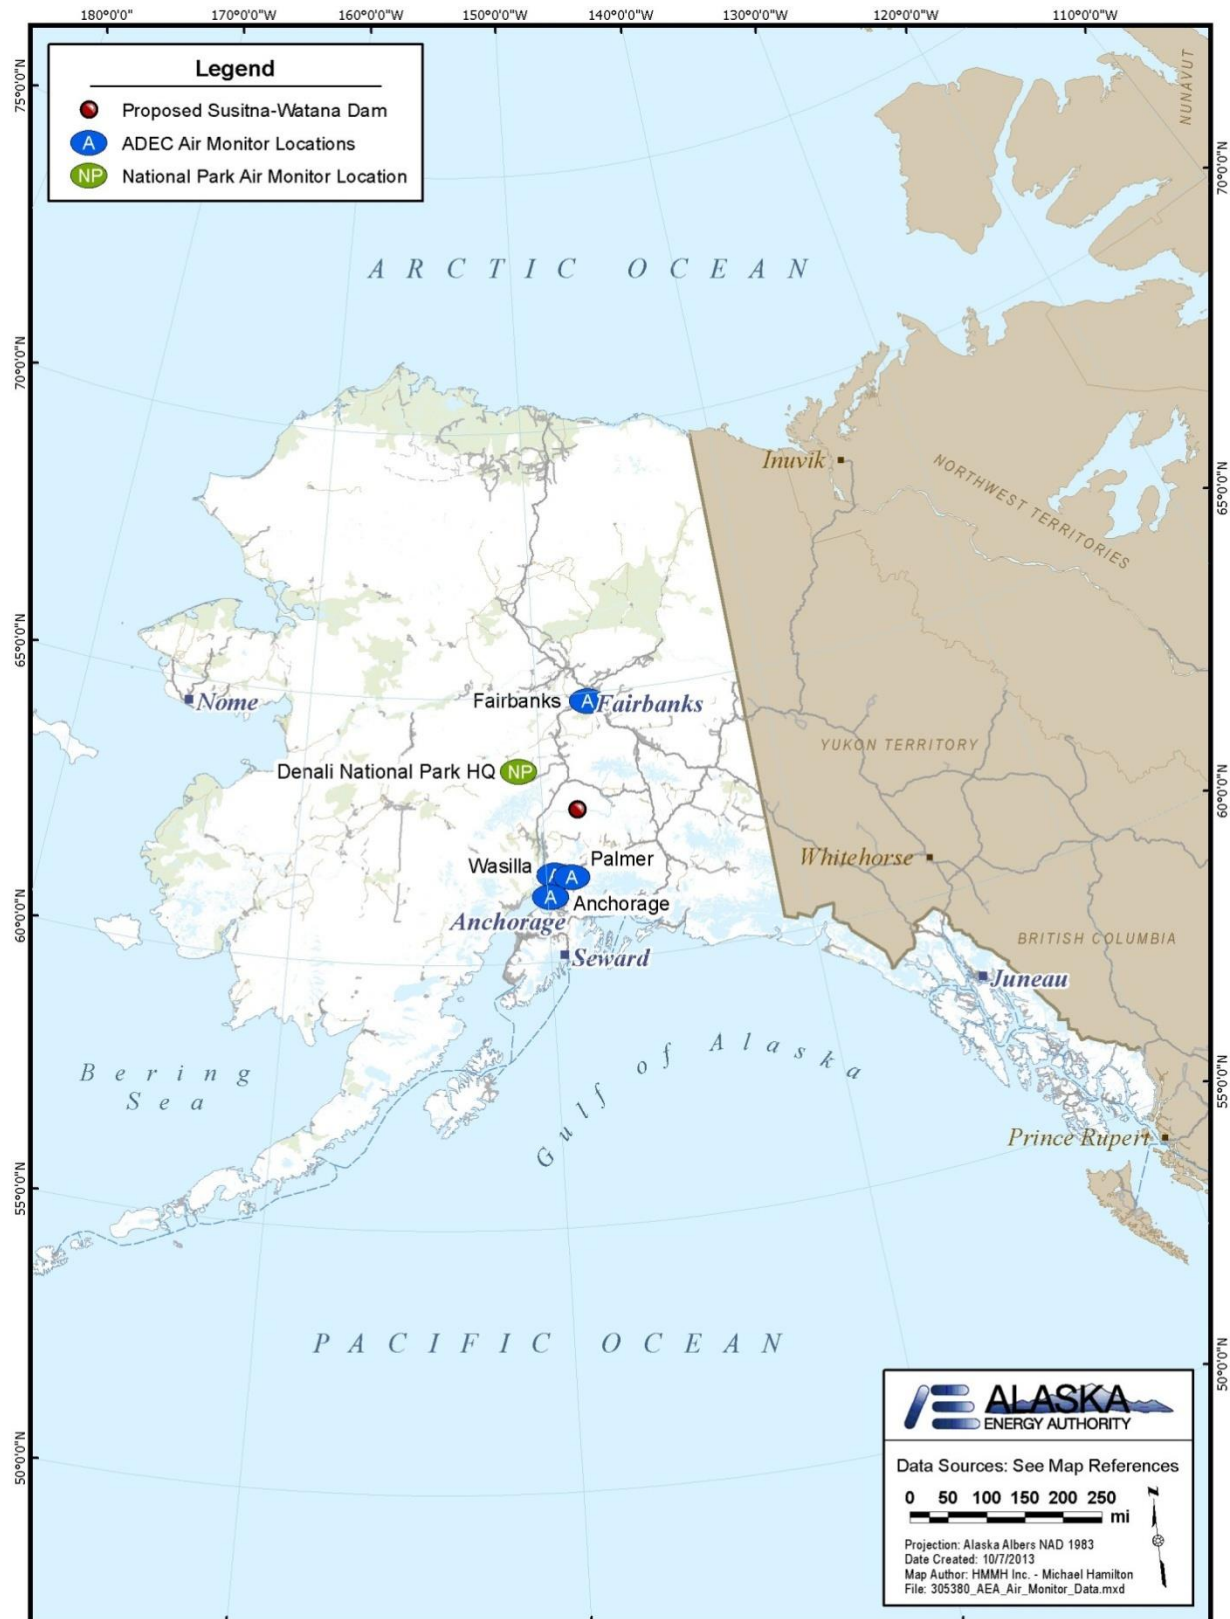 180°0'0"
170°0'0"W
160°0'0"W
150°0'0"W
140°0'0"W
130°0'0"W
120°0'0"W
110°0'0"W
Legend
Proposed Susitna-Watana Dam
A ADEC Air Monitor Locations
NP National Park Air Monitor Location
75°0'0"N
70°0'0"N
65°0'0"N
60°0'0"N
55°0'0"N
50°0'0"N
70°0'0"N
65°0'0"N
60°0'0"N
55°0'0"N
50°0'0"N
NUNAVUT
ARCTIC OCEAN
Inuvik
NORTHWEST TERRITORIES
Nome
Fairbanks A Fairbanks
YUKON TERRITORY
Denali National Park HQ NP
Wasilla A A Palmer
A Anchorage
Anchorage
Whitehorse
BRITISH COLUMBIA
Seward
Juneau
Bering
Sea
Gulf of Alaska
Prince Rupert
PACIFIC OCEAN
ALASKA
ENERGY AUTHORITY
Data Sources: See Map References
0 50 100 150 200 250
mi
N
Projection: Alaska Albers NAD 1983
Date Created: 10/7/2013
Map Author: HMMH Inc. - Michael Hamilton
File: 305380_AEA_Air_Monitor_Data.mxd